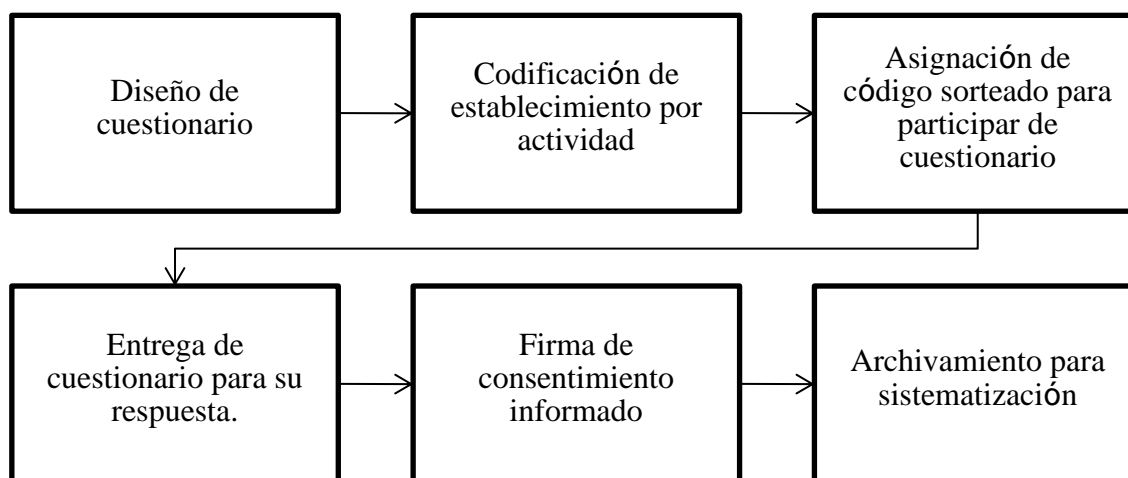 Diseño de
cuestionario
Codificación de
establecimiento por
actividad
Asignación de
código sorteado para
participar de
cuestionario
Entrega de
cuestionario para su
respuesta.
Firma de
consentimiento
informado
Archivamiento para
sistematización